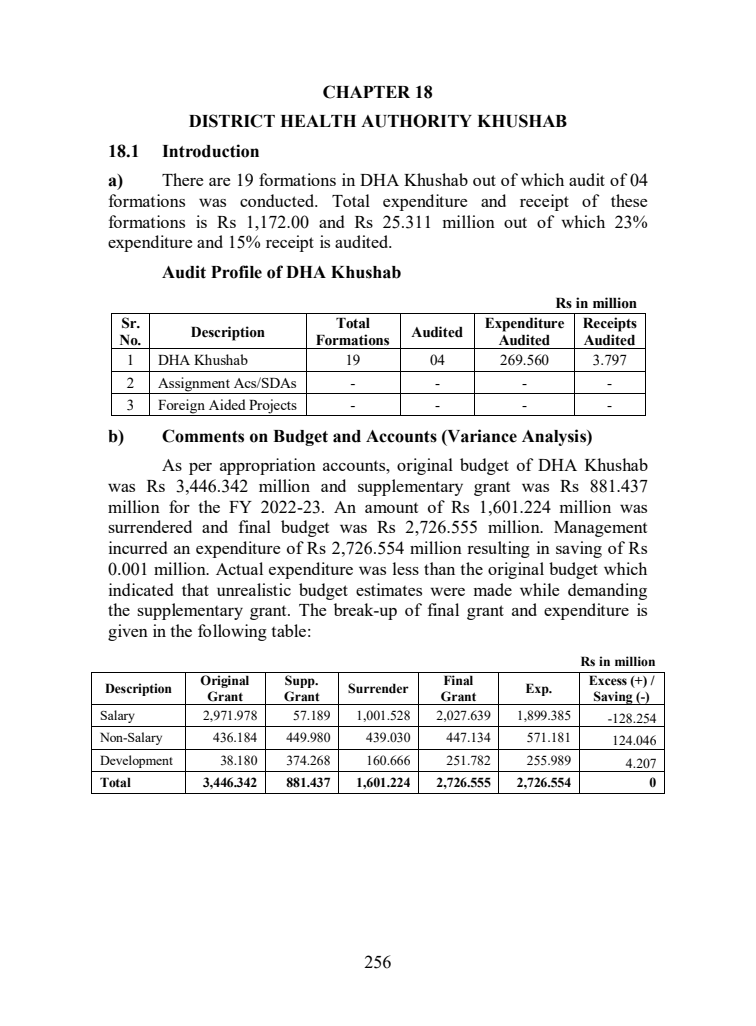 CHAPTER 18
DISTRICT HEALTH AUTHORITY KHUSHAB
18.1 Introduction
a) There are 19 formations in DHA Khushab out of which audit of 04
formations was conducted. Total expenditure and receipt of these
formations is Rs 1,172.00 and Rs 25.311 million out of which 23%
expenditure and 15% receipt is audited.
Audit Profile of DHA Khushab
Rs in million
Sr. No. Description Total Formations Audited Expenditure Audited Receipts Audited
1 DHA Khushab 19 04 269.560 3.797
2 Assignment Acs/SDAs - - - -
3 Foreign Aided Projects - - - -
b) Comments on Budget and Accounts (Variance Analysis)
As per appropriation accounts, original budget of DHA Khushab
was Rs 3,446.342 million and supplementary grant was Rs 881.437
million for the FY 2022-23. An amount of Rs 1,601.224 million was
surrendered and final budget was Rs 2,726.555 million. Management
incurred an expenditure of Rs 2,726.554 million resulting in saving of Rs
0.001 million. Actual expenditure was less than the original budget which
indicated that unrealistic budget estimates were made while demanding
the supplementary grant. The break-up of final grant and expenditure is
given in the following table:
Rs in million
Description Original Grant Supp. Grant Surrender Final Grant Exp. Excess (+) / Saving (-)
Salary 2,971.978 57.189 1,001.528 2,027.639 1,899.385 -128.254
Non-Salary 436.184 449.980 439.030 447.134 571.181 124.046
Development 38.180 374.268 160.666 251.782 255.989 4.207
Total 3,446.342 881.437 1,601.224 2,726.555 2,726.554 0
256